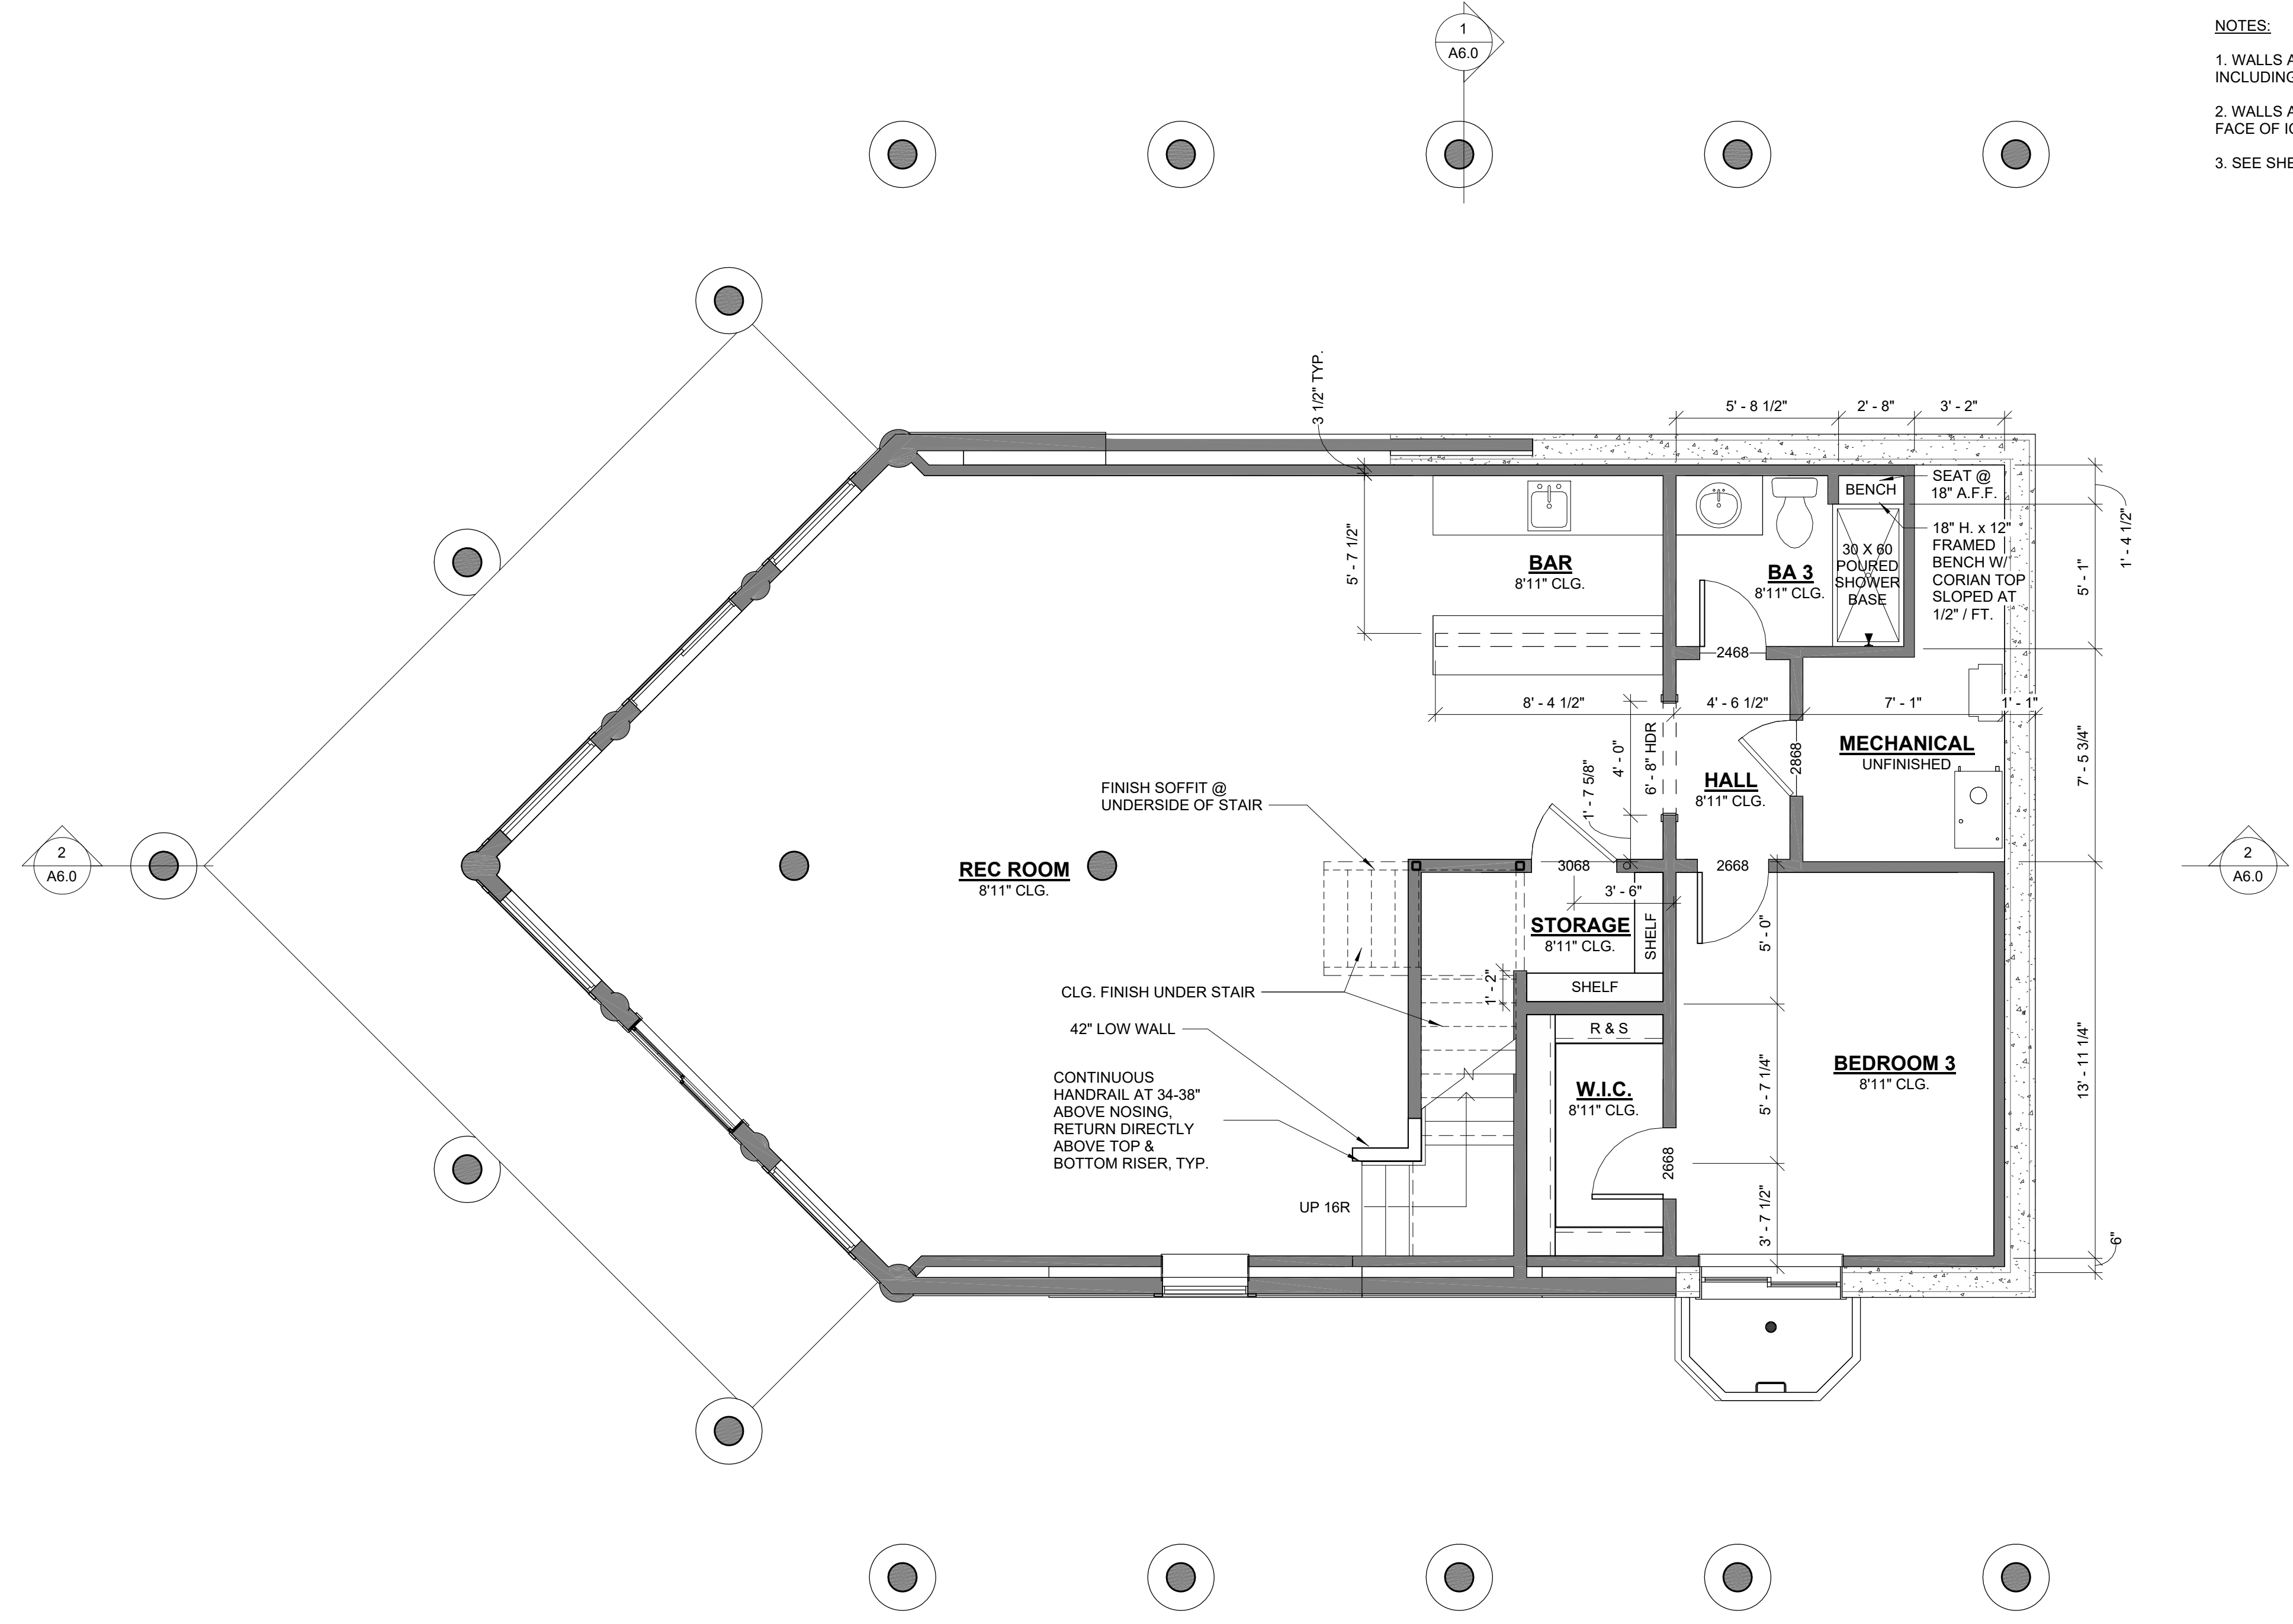 1
A6.0
NOTES:
1. WALLS A
INCLUDING
2. WALLS A
FACE OF IC
3. SEE SHE
3 1/2" TYP.
5' - 8 1/2"
2' - 8"
3' - 2"
BENCH
SEAT @
18" A.F.F.
18" H. x 12"
FRAMED
BENCH W/
CORIAN TOP
SLOPED AT
1/2" / FT.
1' - 4 1/2"
5' - 1"
5' - 7 1/2"
BAR
8'11" CLG.
BA 3
8'11" CLG.
30 X 60
POURED
SHOWER
BASE
2468
8' - 4 1/2"
4' - 6 1/2"
7' - 1"
1' - 1"
4' - 0"
6' - 8" HDR
1' - 7 5/8"
2868
MECHANICAL
UNFINISHED
7' - 5 3/4"
HALL
8'11" CLG.
FINISH SOFFIT @
UNDERSIDE OF STAIR
2
A6.0
REC ROOM
8'11" CLG.
3068
2668
3' - 6"
2
A6.0
STORAGE
8'11" CLG.
SHELF
5' - 0"
SHELF
1' - 2"
CLG. FINISH UNDER STAIR
42" LOW WALL
R & S
CONTINUOUS
HANDRAIL AT 34-38"
ABOVE NOSING,
RETURN DIRECTLY
ABOVE TOP &
BOTTOM RISER, TYP.
W.I.C.
8'11" CLG.
5' - 7 1/4"
BEDROOM 3
8'11" CLG.
13' - 11 1/4"
2668
UP 16R
3' - 7 1/2"
6"